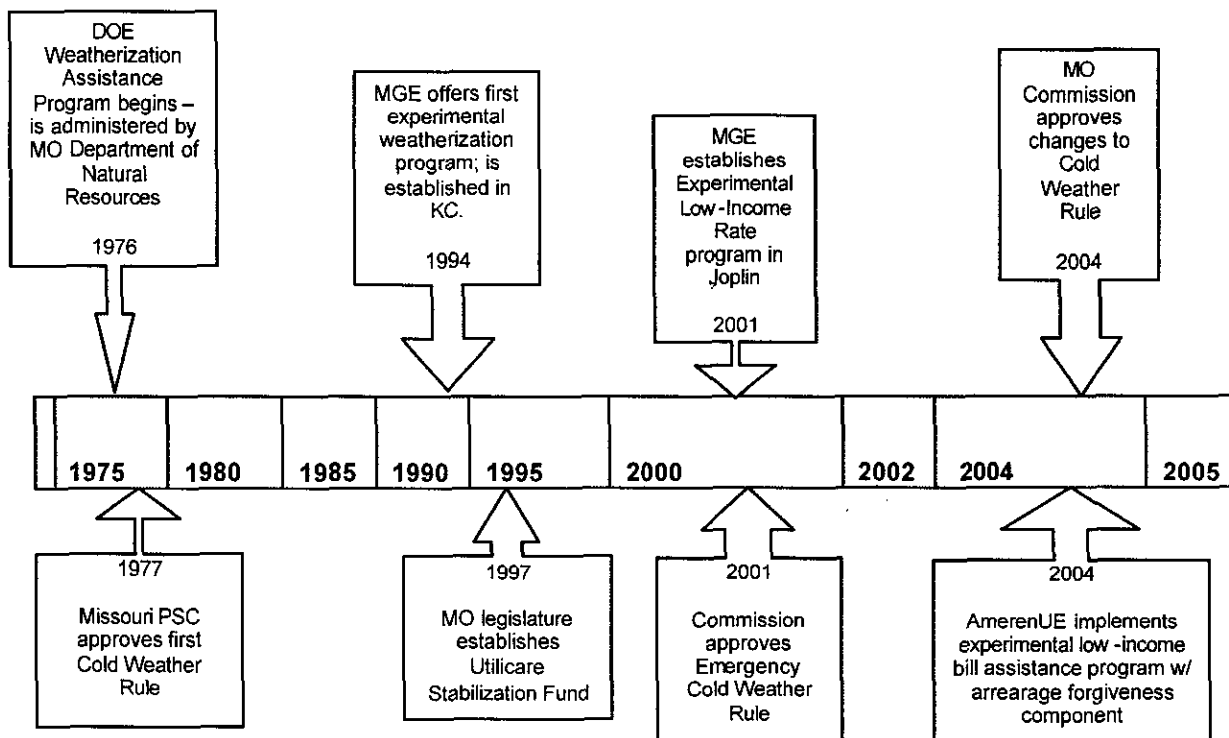 DOE
Weatherization
Assistance
Program begins –
is administered by
MO Department of
Natural
Resources
1976
MGE offers first
experimental
weatherization
program; is
established in
KC.
1994
MGE
establishes
Experimental
Low-Income
Rate
program in
Joplin
2001
MO
Commission
approves
changes to
Cold
Weather
Rule
2004
1975 1980 1985 1990 1995 2000 2002 2004 2005
1977
Missouri PSC
approves first
Cold Weather
Rule
1997
MO legislature
establishes
Utilicare
Stabilization Fund
2001
Commission
approves
Emergency
Cold Weather
Rule
2004
AmerenUE implements
experimental low-income
bill assistance program w/
arrearage forgiveness
component